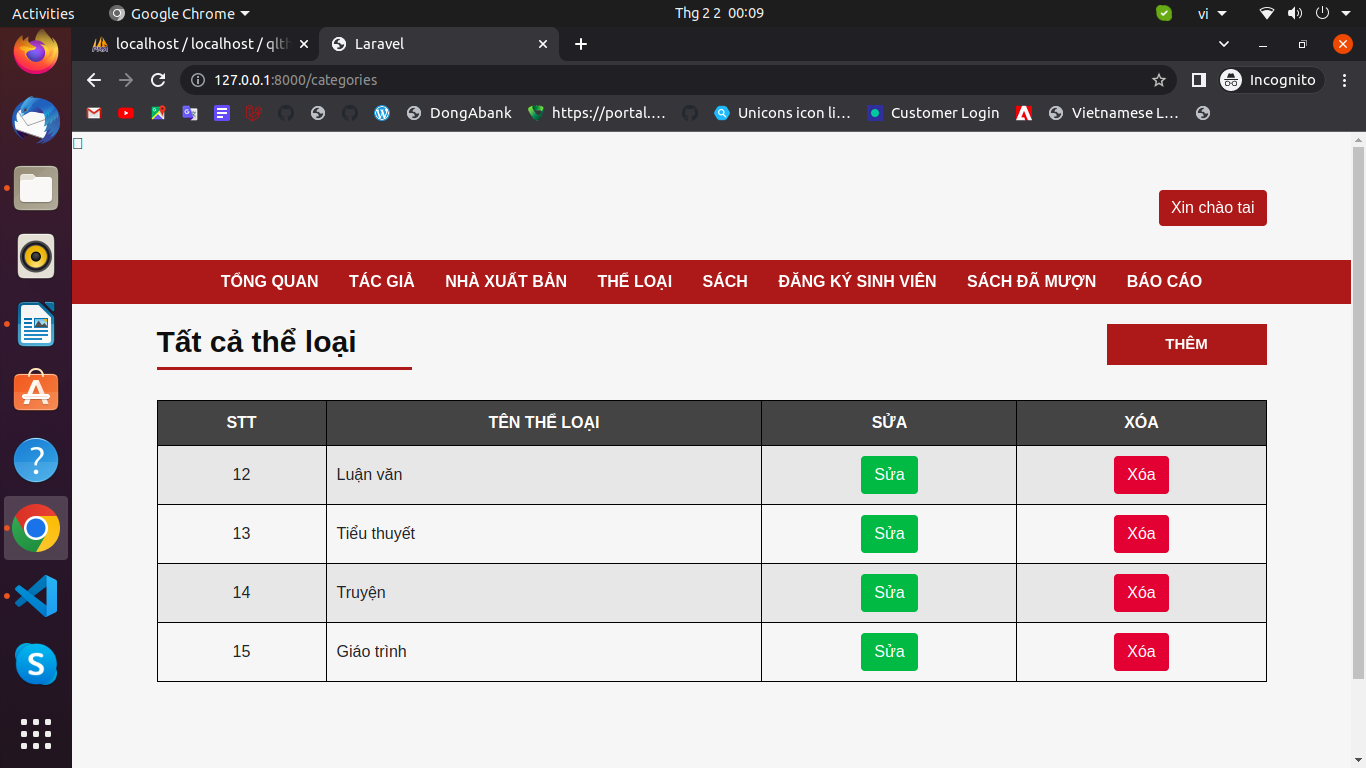 Activities Google Chrome Thg 2 2 00:09 vi
localhost / localhost / qlth Laravel
127.0.0.1:8000/categories Incognito
DongAbank https://portal.... Unicons icon li... Customer Login Vietnamese L...
Xin chào tai
TỔNG QUAN TÁC GIẢ NHÀ XUẤT BẢN THỂ LOẠI SÁCH ĐĂNG KÝ SINH VIÊN SÁCH ĐÃ MƯỢN BÁO CÁO
Tất cả thể loại THÊM
STT TÊN THỂ LOẠI SỬA XÓA
12 Luận văn Sửa Xóa
13 Tiểu thuyết Sửa Xóa
14 Truyện Sửa Xóa
15 Giáo trình Sửa Xóa